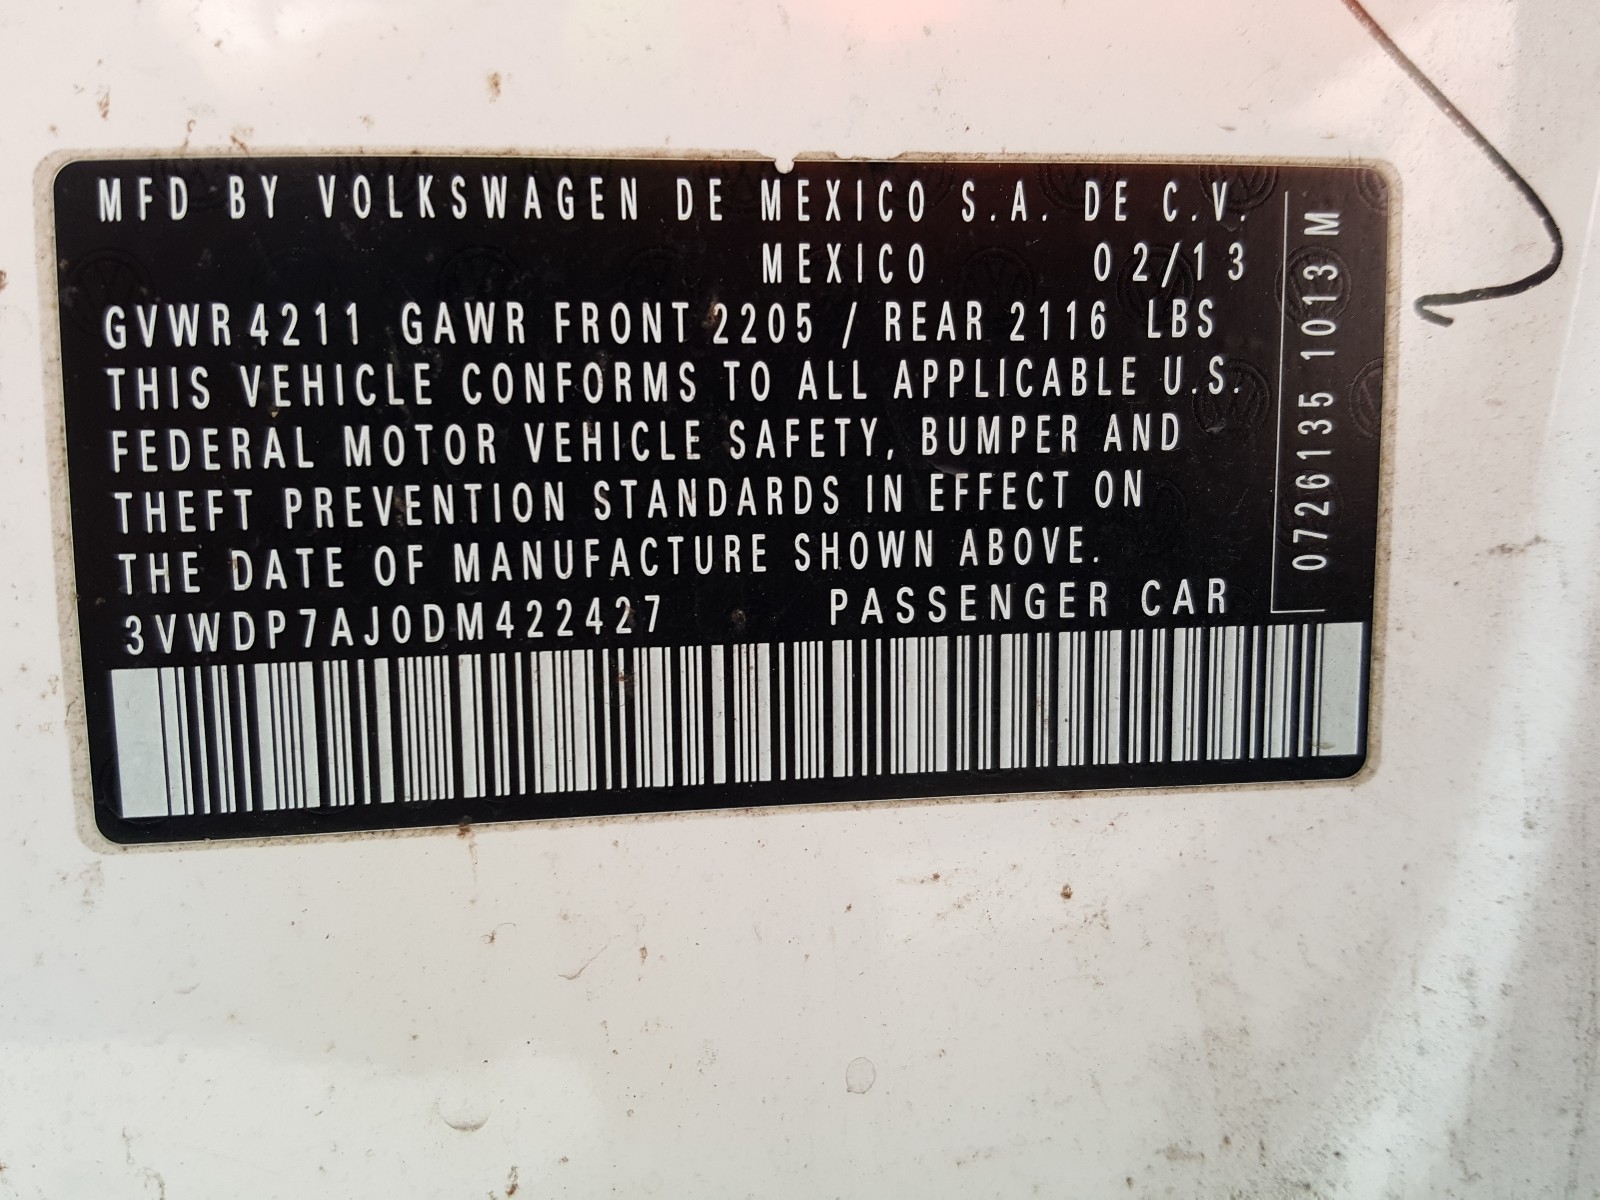 MFD BY VOLKSWAGEN DE MEXICO S.A. DE C.V.
MEXICO 02/13
GVWR 4211 GAWR FRONT 2205 / REAR 2116 LBS
THIS VEHICLE CONFORMS TO ALL APPLICABLE U.S.
FEDERAL MOTOR VEHICLE SAFETY, BUMPER AND
THEFT PREVENTION STANDARDS IN EFFECT ON
THE DATE OF MANUFACTURE SHOWN ABOVE.
3VWDP7AJ0DM422427 PASSENGER CAR
0726135 1013 M